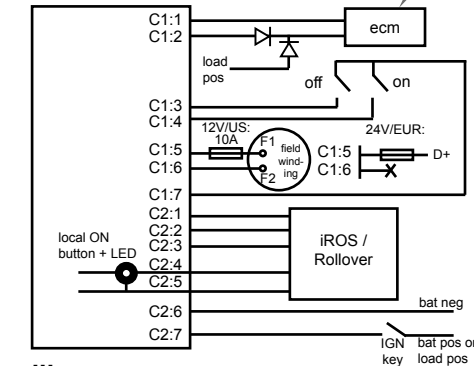 C1:1
C1:2
ecm
load
pos
off
on
C1:3
C1:4
12V/US:
10A
24V/EUR:
C1:5
C1:6
F1
field
wind-
ing
F2
C1:5
C1:6
D+
C1:7
C2:1
C2:2
C2:3
C2:4
C2:5
iROS /
Rollover
local ON
button + LED
C2:6
bat neg
C2:7
IGN
key
bat pos or
load pos